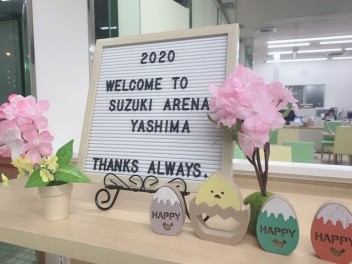 2020
WELCOME TO
SUZUKI ARENA
YASHIMA
THANKS ALWAYS.
HAPPY
HAPPY
HAPPY